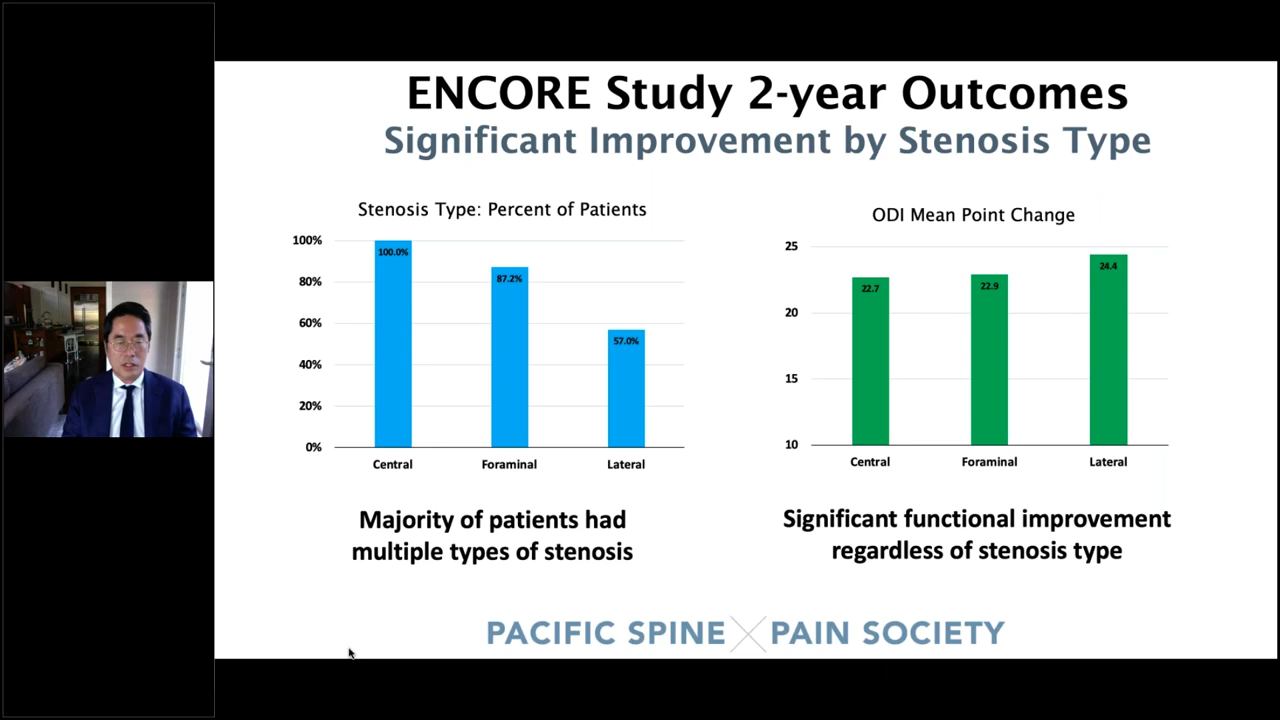 ENCORE Study 2-year Outcomes
Significant Improvement by Stenosis Type
Stenosis Type: Percent of Patients
100%
80%
60%
40%
20%
0%
100.0%
87.2%
57.0%
Central Foraminal Lateral
Majority of patients had
multiple types of stenosis
ODI Mean Point Change
25
20
15
10
22.7
22.9
24.4
Central Foraminal Lateral
Significant functional improvement
regardless of stenosis type
PACIFIC SPINE PAIN SOCIETY